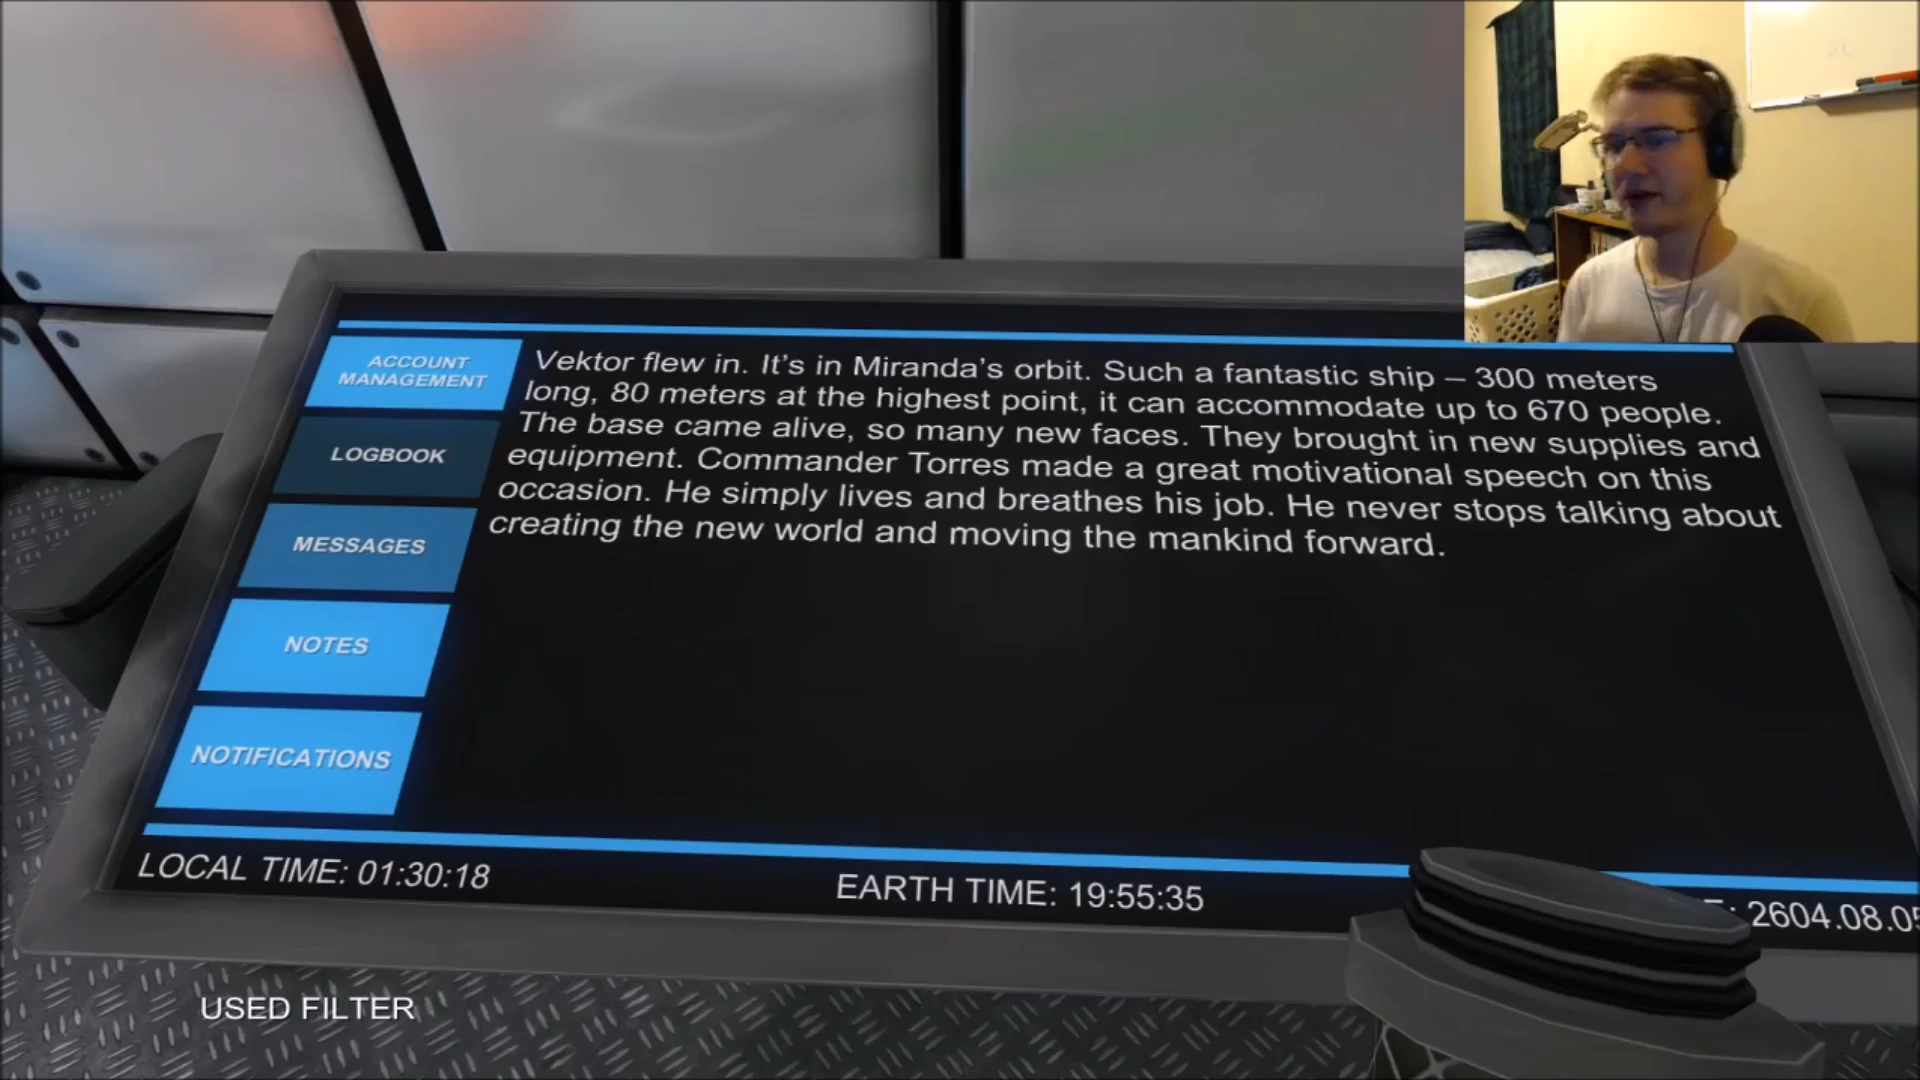 ACCOUNT
MANAGEMENT
LOGBOOK
MESSAGES
NOTES
NOTIFICATIONS
Vektor flew in. It's in Miranda's orbit. Such a fantastic ship – 300 meters
long, 80 meters at the highest point, it can accommodate up to 670 people.
The base came alive, so many new faces. They brought in new supplies and
equipment. Commander Torres made a great motivational speech on this
occasion. He simply lives and breathes his job. He never stops talking about
creating the new world and moving the mankind forward.
LOCAL TIME: 01:30:18
EARTH TIME: 19:55:35
2604.08.05
USED FILTER